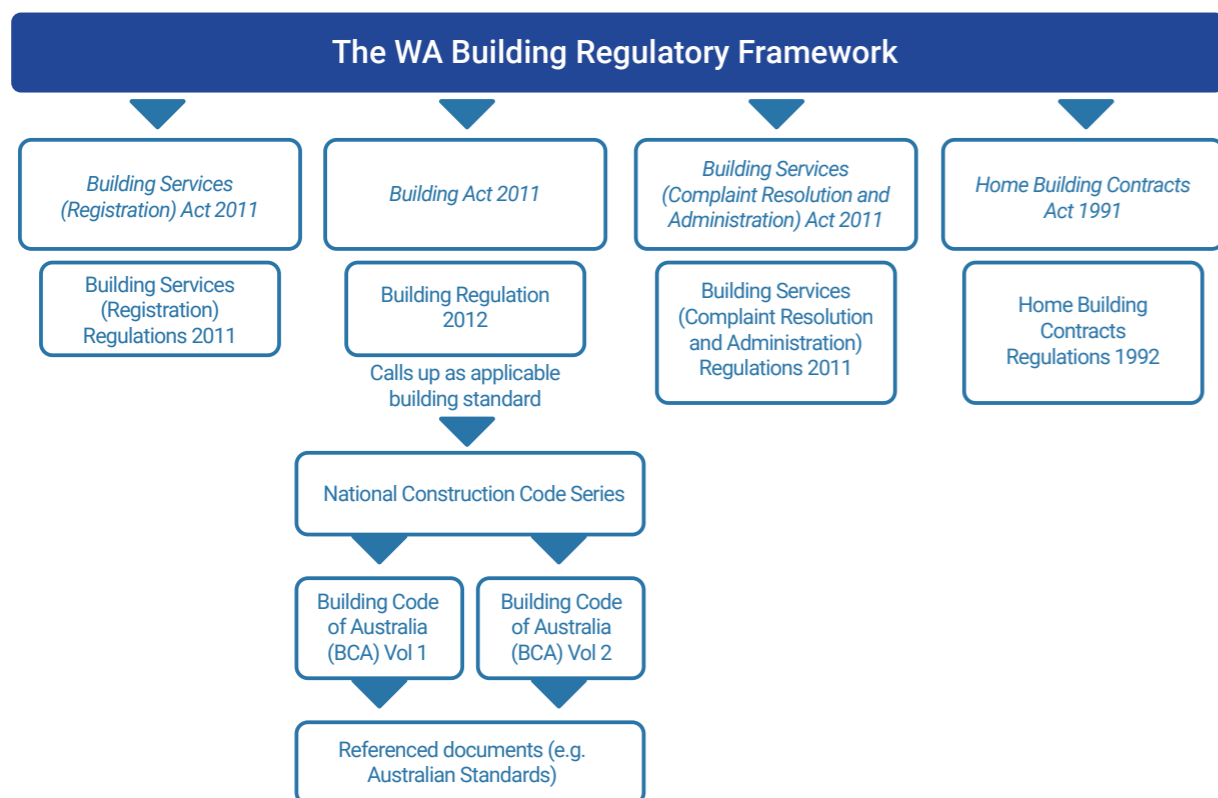 The WA Building Regulatory Framework
Building Services
(Registration) Act 2011
Building Act 2011
Building Services
(Complaint Resolution and
Administration) Act 2011
Home Building Contracts
Act 1991
Building Services
(Registration)
Regulations 2011
Building Regulation
2012
Building Services
(Complaint Resolution
and Administration)
Regulations 2011
Home Building
Contracts
Regulations 1992
Calls up as applicable
building standard
National Construction Code Series
Building Code
of Australia
(BCA) Vol 1
Building Code
of Australia
(BCA) Vol 2
Referenced documents (e.g.
Australian Standards)